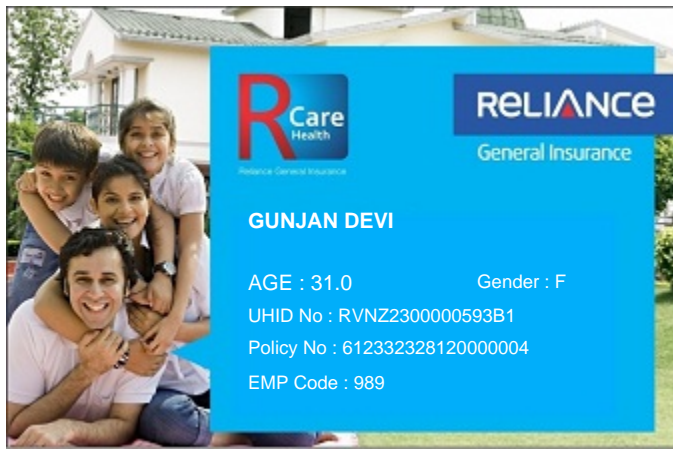 R Care
Health
Reliance General Insurance
RELIANCE
General Insurance
GUNJAN DEVI
AGE : 31.0 Gender : F
UHID No : RVNZ2300000593B1
Policy No : 612332328120000004
EMP Code : 989